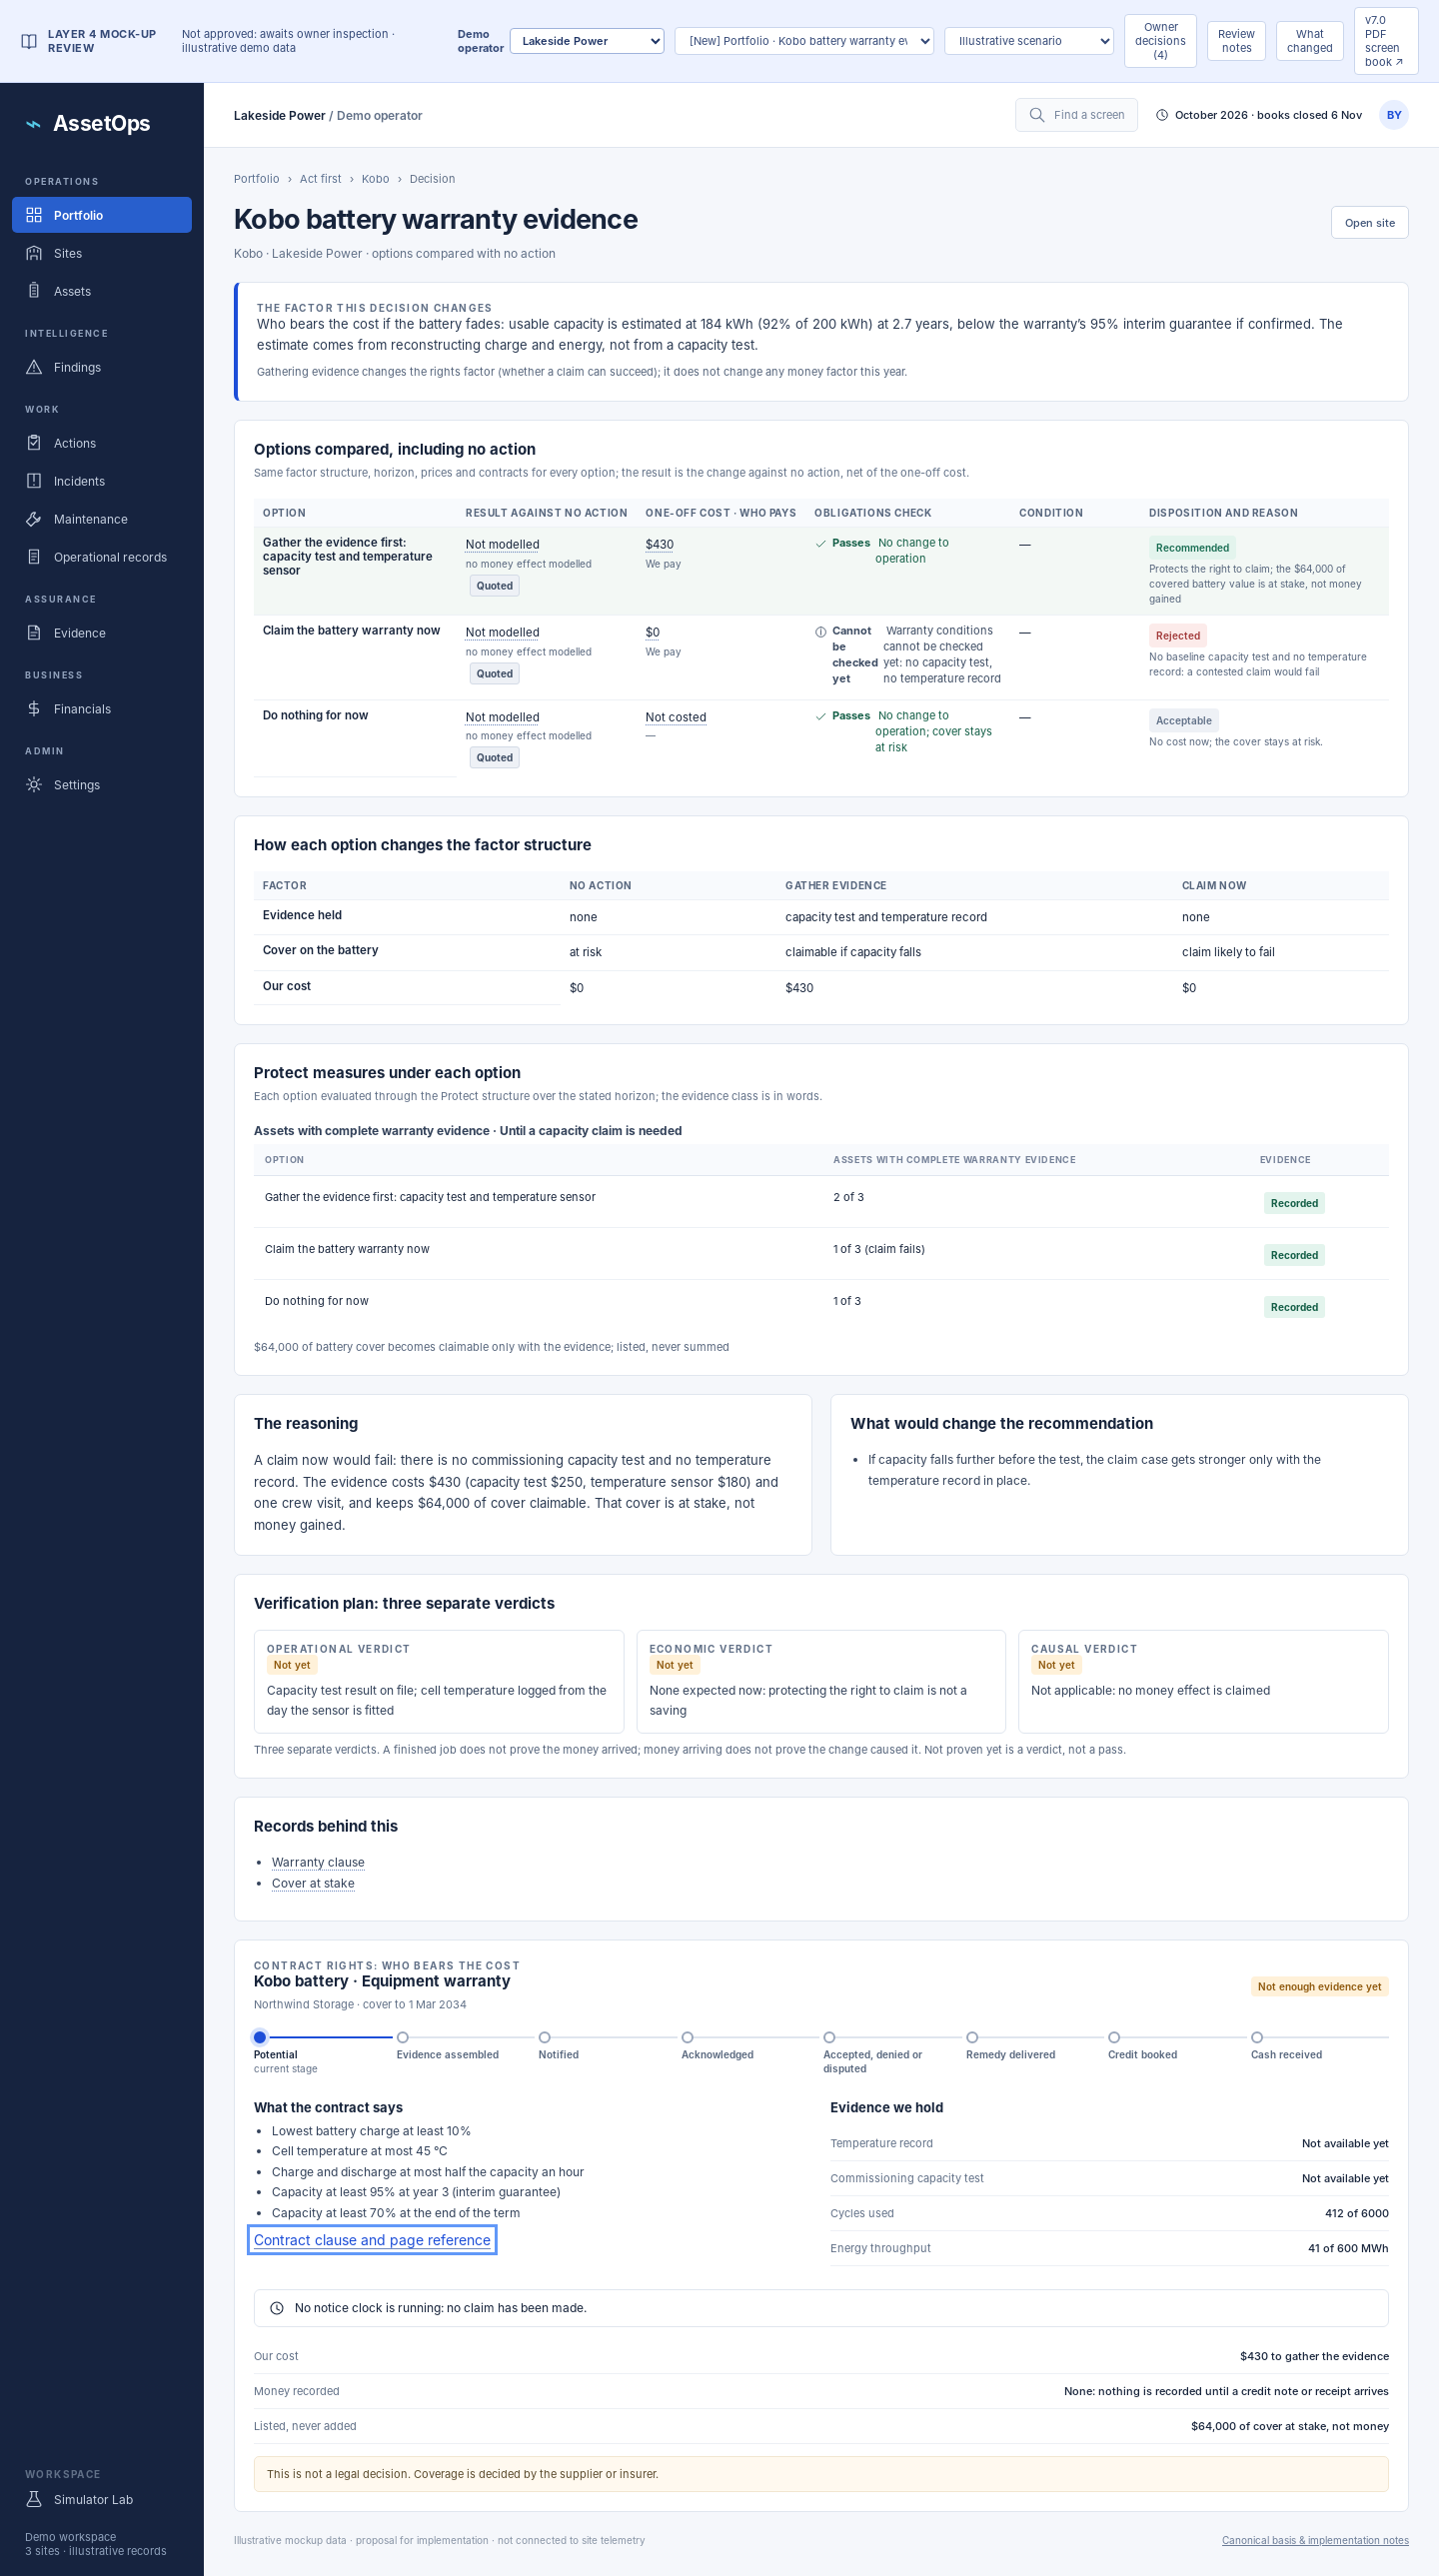 LAYER 4 MOCK-UP
REVIEW
Not approved: awaits owner inspection ·
illustrative demo data
Demo
operator
Lakeside Power
[New] Portfolio · Kobo battery warranty ev
Illustrative scenario
Owner
decisions
(4)
Review
notes
What
changed
v7.0
PDF
screen
book ↗
AssetOps
OPERATIONS
Portfolio
Sites
Assets
INTELLIGENCE
Findings
WORK
Actions
Incidents
Maintenance
Operational records
ASSURANCE
Evidence
BUSINESS
Financials
ADMIN
Settings
WORKSPACE
Simulator Lab
Demo workspace
3 sites · illustrative records
Lakeside Power / Demo operator
Find a screen
October 2026 · books closed 6 Nov
BY
Portfolio › Act first › Kobo › Decision
Kobo battery warranty evidence
Open site
Kobo · Lakeside Power · options compared with no action
THE FACTOR THIS DECISION CHANGES
Who bears the cost if the battery fades: usable capacity is estimated at 184 kWh (92% of 200 kWh) at 2.7 years, below the warranty’s 95% interim guarantee if confirmed. The
estimate comes from reconstructing charge and energy, not from a capacity test.
Gathering evidence changes the rights factor (whether a claim can succeed); it does not change any money factor this year.
Options compared, including no action
Same factor structure, horizon, prices and contracts for every option; the result is the change against no action, net of the one-off cost.
OPTION RESULT AGAINST NO ACTION ONE-OFF COST · WHO PAYS OBLIGATIONS CHECK CONDITION DISPOSITION AND REASON
Gather the evidence first:
capacity test and temperature
sensor
Not modelled
no money effect modelled
Quoted
$430
We pay
Passes No change to
operation
—
Recommended
Protects the right to claim; the $64,000 of
covered battery value is at stake, not money
gained
Claim the battery warranty now
Not modelled
no money effect modelled
Quoted
$0
We pay
Cannot
be
checked
yet
Warranty conditions
cannot be checked
yet: no capacity test,
no temperature record
—
Rejected
No baseline capacity test and no temperature
record: a contested claim would fail
Do nothing for now
Not modelled
no money effect modelled
Quoted
Not costed
—
Passes No change to
operation; cover stays
at risk
—
Acceptable
No cost now; the cover stays at risk.
How each option changes the factor structure
FACTOR NO ACTION GATHER EVIDENCE CLAIM NOW
Evidence held none capacity test and temperature record none
Cover on the battery at risk claimable if capacity falls claim likely to fail
Our cost $0 $430 $0
Protect measures under each option
Each option evaluated through the Protect structure over the stated horizon; the evidence class is in words.
Assets with complete warranty evidence · Until a capacity claim is needed
OPTION ASSETS WITH COMPLETE WARRANTY EVIDENCE EVIDENCE
Gather the evidence first: capacity test and temperature sensor 2 of 3 Recorded
Claim the battery warranty now 1 of 3 (claim fails) Recorded
Do nothing for now 1 of 3 Recorded
$64,000 of battery cover becomes claimable only with the evidence; listed, never summed
The reasoning
A claim now would fail: there is no commissioning capacity test and no temperature
record. The evidence costs $430 (capacity test $250, temperature sensor $180) and
one crew visit, and keeps $64,000 of cover claimable. That cover is at stake, not
money gained.
What would change the recommendation
• If capacity falls further before the test, the claim case gets stronger only with the
temperature record in place.
Verification plan: three separate verdicts
OPERATIONAL VERDICT
Not yet
Capacity test result on file; cell temperature logged from the
day the sensor is fitted
ECONOMIC VERDICT
Not yet
None expected now: protecting the right to claim is not a
saving
CAUSAL VERDICT
Not yet
Not applicable: no money effect is claimed
Three separate verdicts. A finished job does not prove the money arrived; money arriving does not prove the change caused it. Not proven yet is a verdict, not a pass.
Records behind this
• Warranty clause
• Cover at stake
CONTRACT RIGHTS: WHO BEARS THE COST
Kobo battery · Equipment warranty
Not enough evidence yet
Northwind Storage · cover to 1 Mar 2034
Potential
current stage
Evidence assembled
Notified
Acknowledged
Accepted, denied or
disputed
Remedy delivered
Credit booked
Cash received
What the contract says
• Lowest battery charge at least 10%
• Cell temperature at most 45 °C
• Charge and discharge at most half the capacity an hour
• Capacity at least 95% at year 3 (interim guarantee)
• Capacity at least 70% at the end of the term
Contract clause and page reference
Evidence we hold
Temperature record Not available yet
Commissioning capacity test Not available yet
Cycles used 412 of 6000
Energy throughput 41 of 600 MWh
No notice clock is running: no claim has been made.
Our cost $430 to gather the evidence
Money recorded None: nothing is recorded until a credit note or receipt arrives
Listed, never added $64,000 of cover at stake, not money
This is not a legal decision. Coverage is decided by the supplier or insurer.
Illustrative mockup data · proposal for implementation · not connected to site telemetry
Canonical basis & implementation notes